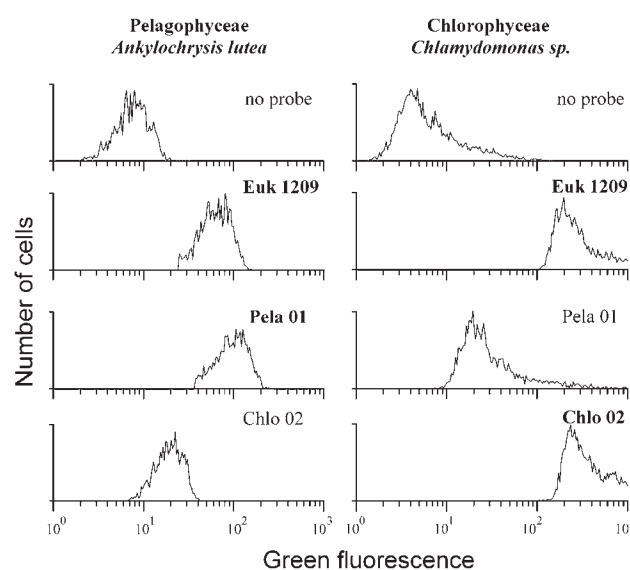 Pelagophyceae
Ankylochrysis lutea
Chlorophyceae
Chlamydomonas sp.
no probe
no probe
Euk 1209
Euk 1209
Pela 01
Pela 01
Chlo 02
Chlo 02
Number of cells
10⁰ 10¹ 10² 10³
10⁰ 10¹ 10² 10
Green fluorescence